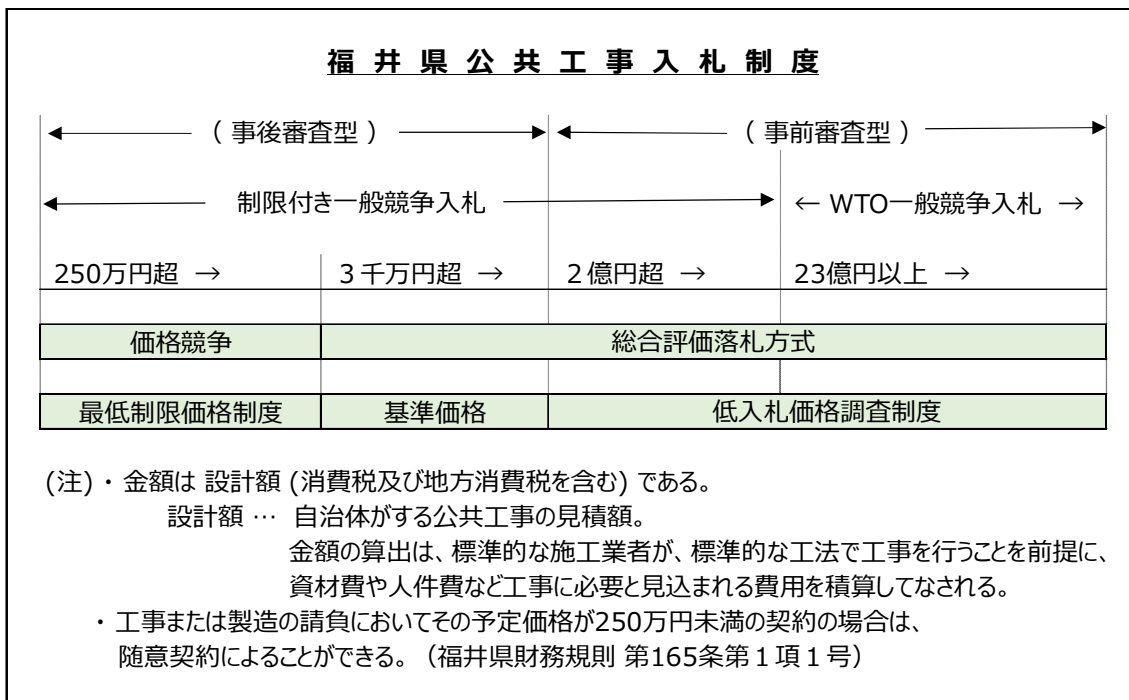 福井県公共工事入札制度
(事後審査型) (事前審査型)
制限付き一般競争入札 ← WTO一般競争入札 →
250万円超 → 3千万円超 → 2億円超 → 23億円以上 →
価格競争 総合評価落札方式
最低制限価格制度 基準価格 低入札価格調査制度
(注)・金額は 設計額 (消費税及び地方消費税を含む) である。
設計額 … 自治体がする公共工事の見積額。
金額の算出は、標準的な施工業者が、標準的な工法で工事を行うことを前提に、
資材費や人件費など工事に必要と見込まれる費用を積算してなされる。
・工事または製造の請負においてその予定価格が250万円未満の契約の場合は、
随意契約によることができる。(福井県財務規則 第165条第1項1号)